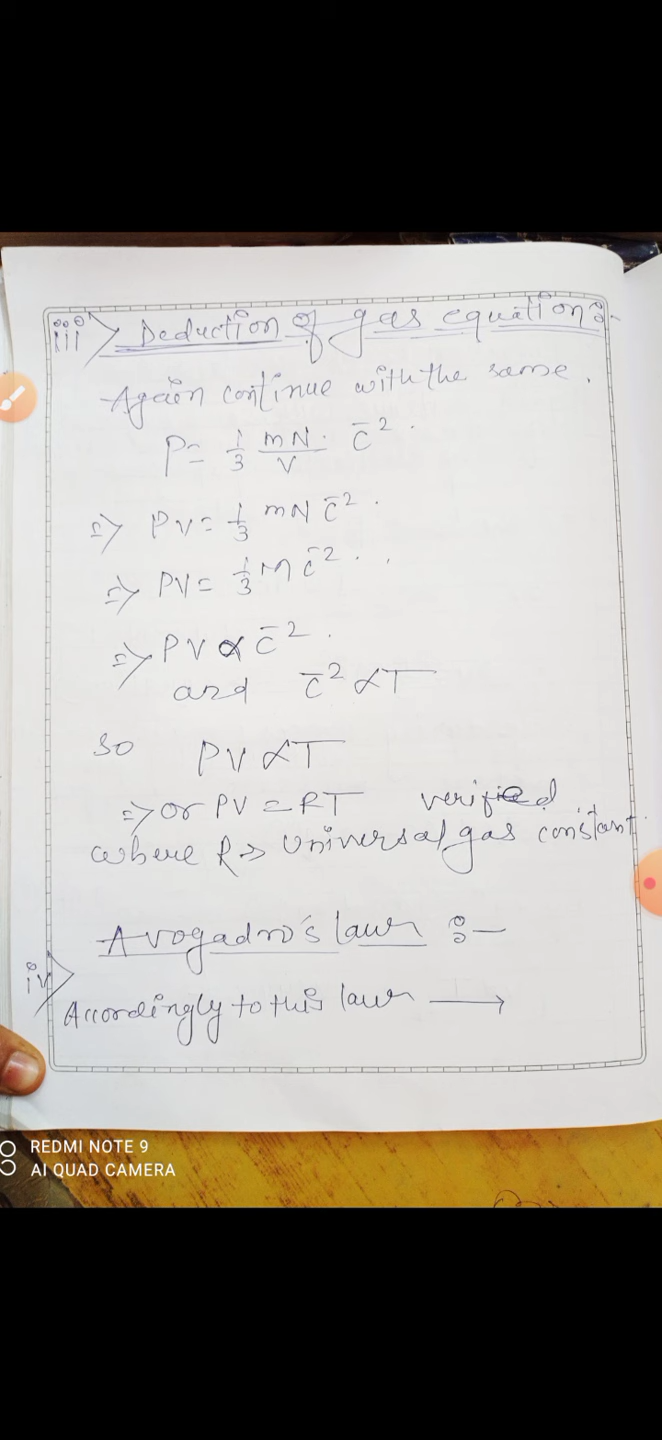 iii> Deduction of gas equation :-
Again continue with the same.
P = 1/3 mN/V . c̄².
=> PV = 1/3 mN c̄².
=> PV = 1/3 M c̄²..
=> PV ∝ c̄².
and c̄² ∝ T
so PV ∝ T
=> or PV = RT verified
where R → Universal gas constant.
Avogadro's law :-
iv>
Accordingly to this law →
REDMI NOTE 9
AI QUAD CAMERA